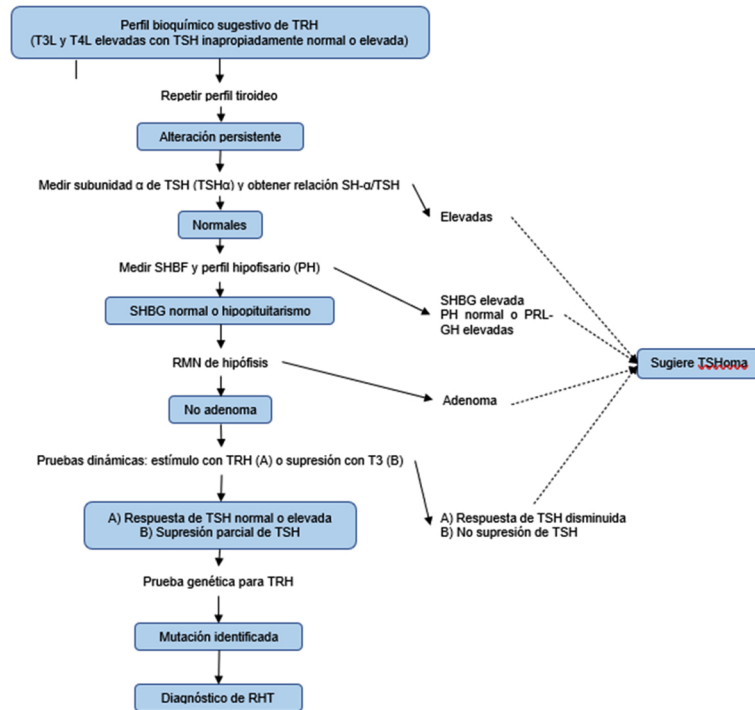 Perfil bioquímico sugestivo de TRH
(T3L y T4L elevadas con TSH inapropiadamente normal o elevada)
Repetir perfil tiroideo
Alteración persistente
Medir subunidad α de TSH (TSHα) y obtener relación SH-α/TSH
Elevadas
Normales
Medir SHBF y perfil hipofisario (PH)
SHBG elevada
PH normal o PRL-
GH elevadas
SHBG normal o hipopituitarismo
Sugiere TSHoma
RMN de hipófisis
Adenoma
No adenoma
Pruebas dinámicas: estímulo con TRH (A) o supresión con T3 (B)
A) Respuesta de TSH normal o elevada
B) Supresión parcial de TSH
A) Respuesta de TSH disminuida
B) No supresión de TSH
Prueba genética para TRH
Mutación identificada
Diagnóstico de RHT